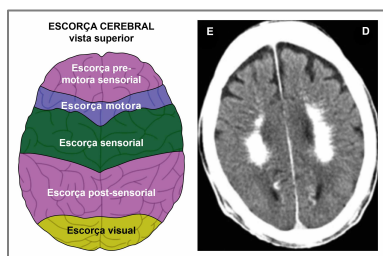 ESCORÇA CEREBRAL
vista superior
Escorça pre-
motora sensorial
Escorça motora
Escorça sensorial
Escorça post-sensorial
Escorça visual
E
D